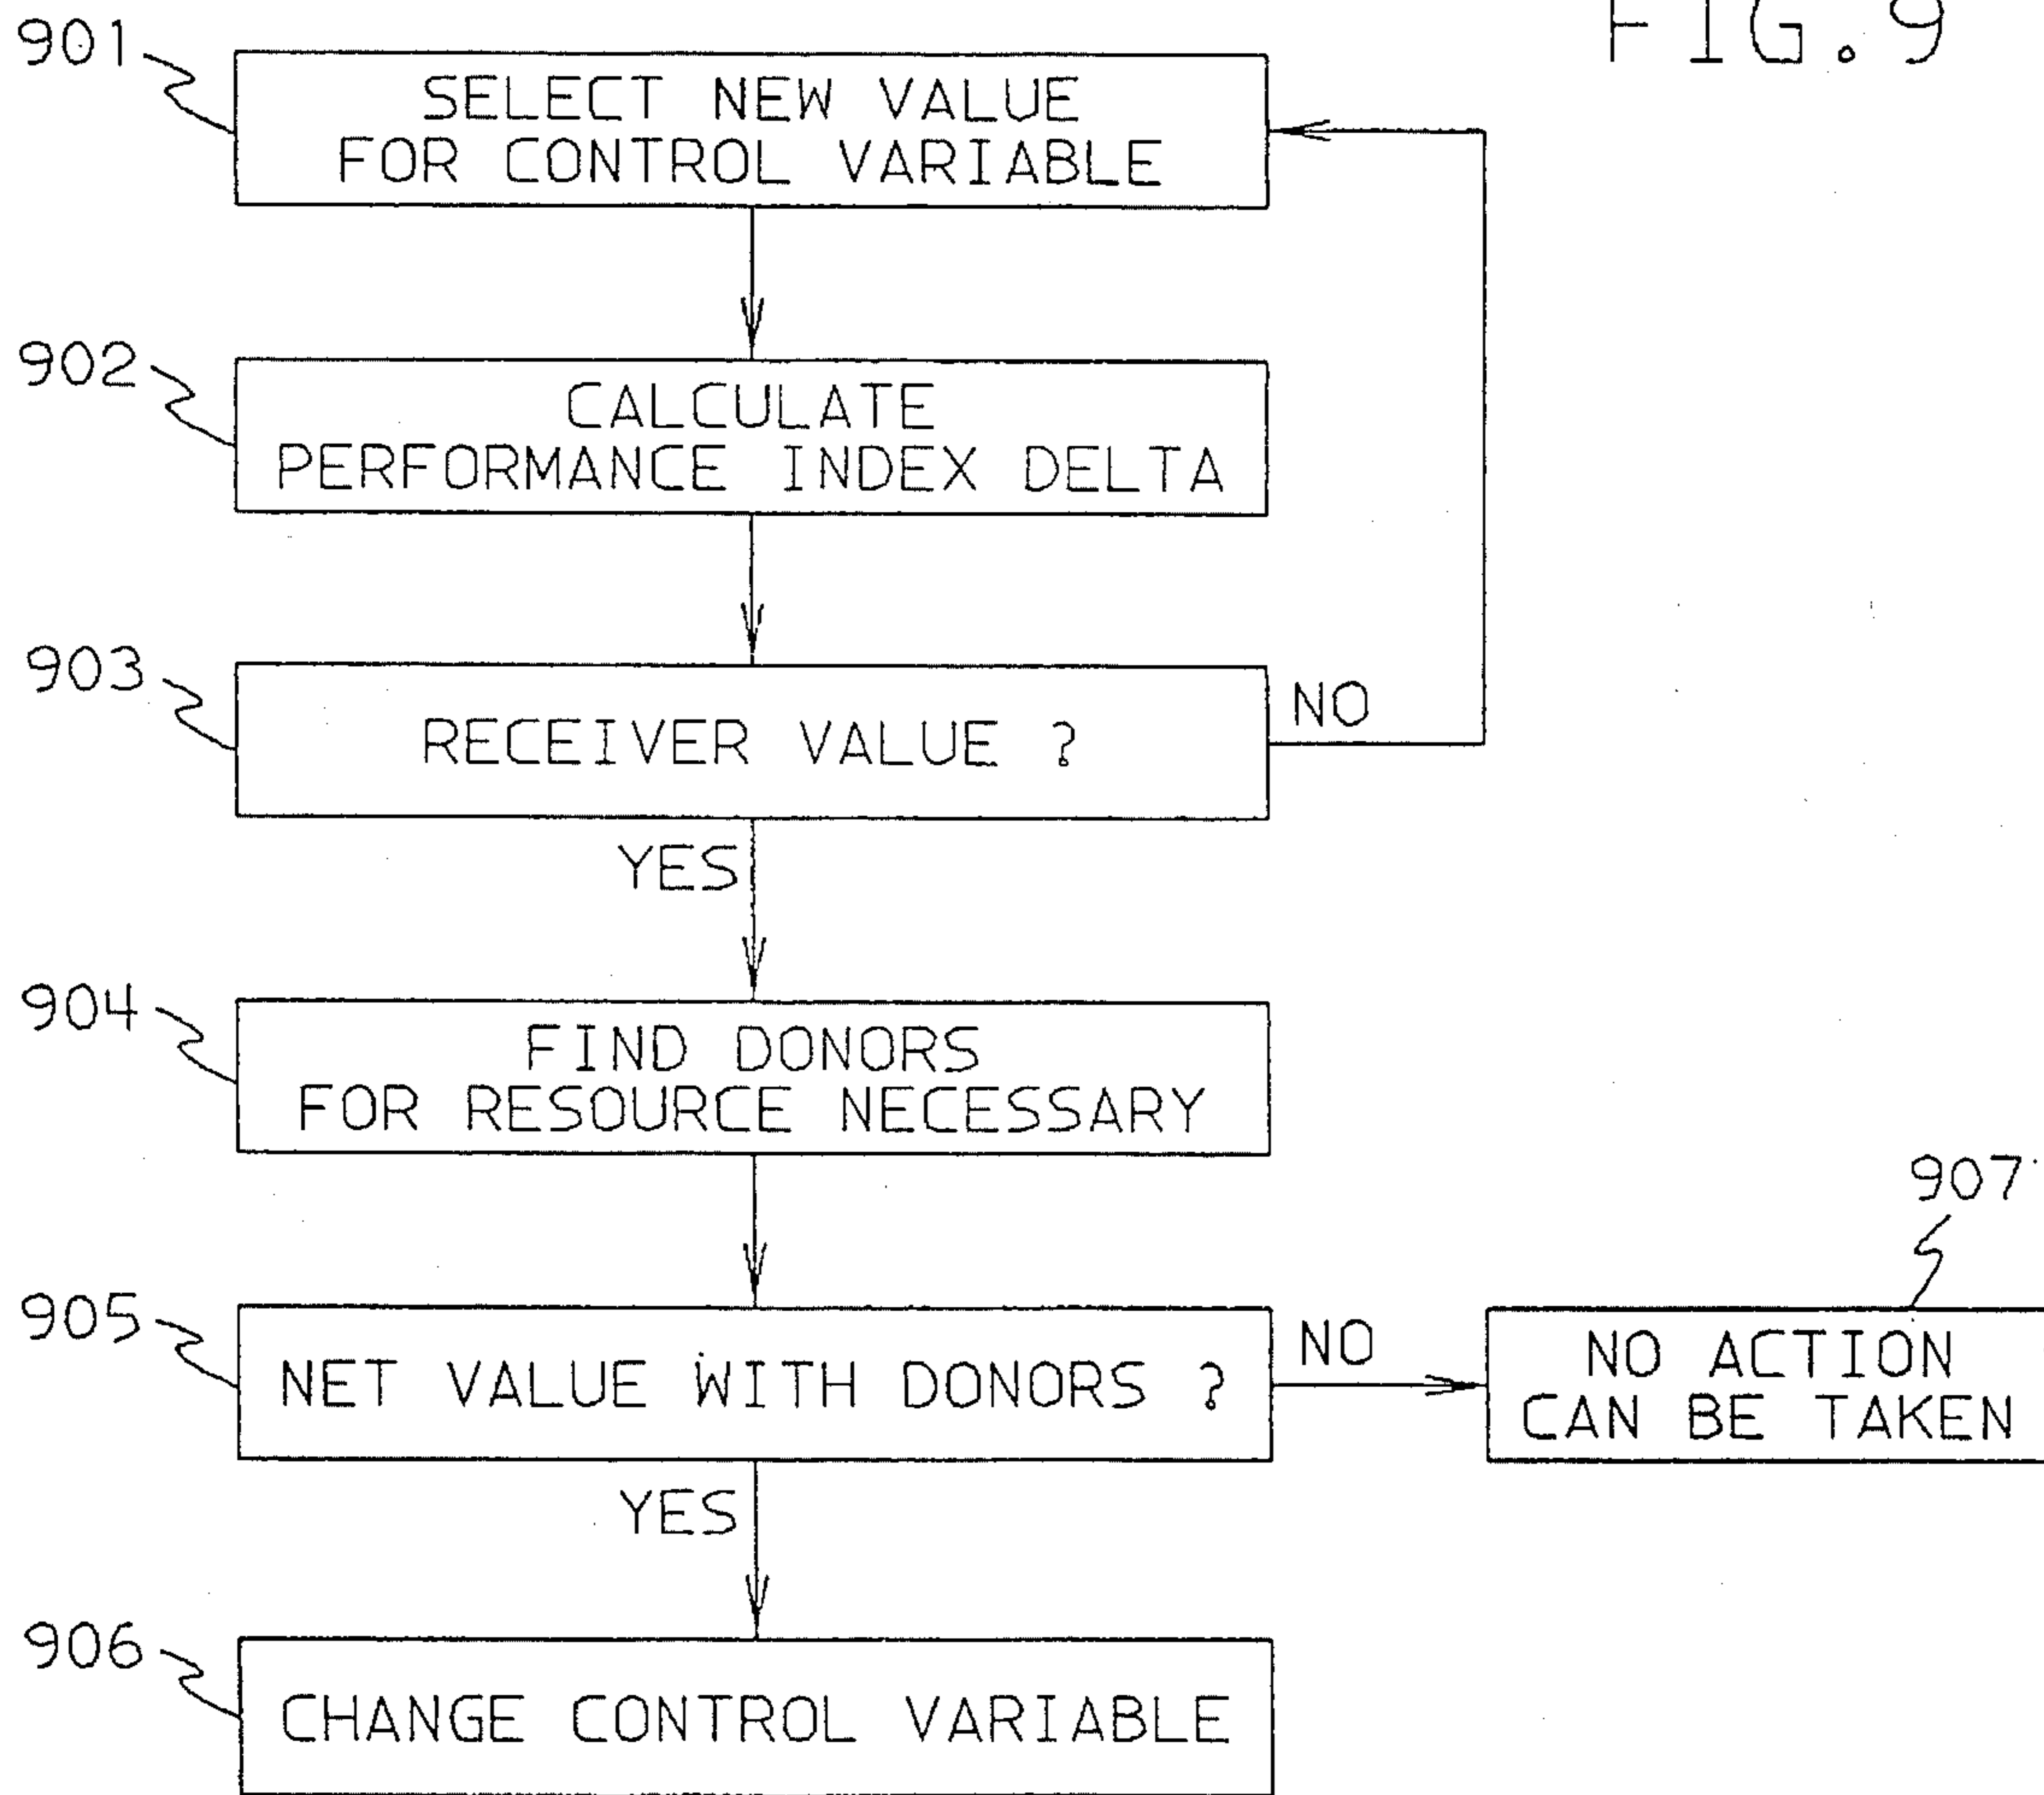 FIG.9
901
SELECT NEW VALUE
FOR CONTROL VARIABLE
902
CALCULATE
PERFORMANCE INDEX DELTA
903
RECEIVER VALUE ?
NO
YES
904
FIND DONORS
FOR RESOURCE NECESSARY
905
NET VALUE WITH DONORS ?
NO
907
NO ACTION
CAN BE TAKEN
YES
906
CHANGE CONTROL VARIABLE